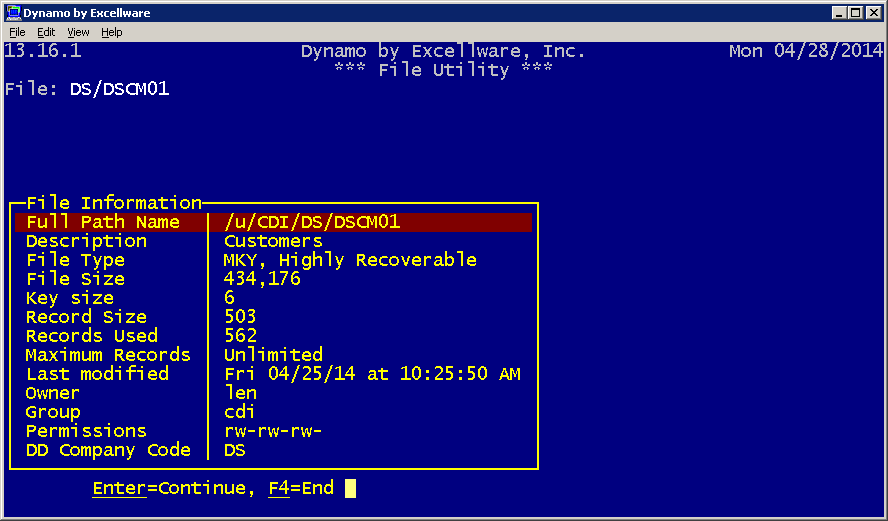 Dynamo by Excellware
File Edit View Help
13.16.1 Dynamo by Excellware, Inc. Mon 04/28/2014
*** File Utility ***
File: DS/DSCM01
File Information
Full Path Name /u/CDI/DS/DSCM01
Description Customers
File Type MKY, Highly Recoverable
File Size 434,176
Key size 6
Record Size 503
Records Used 562
Maximum Records Unlimited
Last modified Fri 04/25/14 at 10:25:50 AM
Owner len
Group cdi
Permissions rw-rw-rw-
DD Company Code DS
Enter=Continue, F4=End